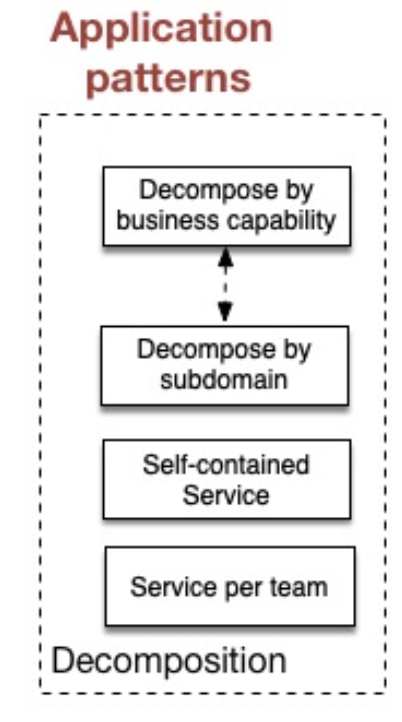 Application
patterns
Decompose by
business capability
Decompose by
subdomain
Self-contained
Service
Service per team
Decomposition